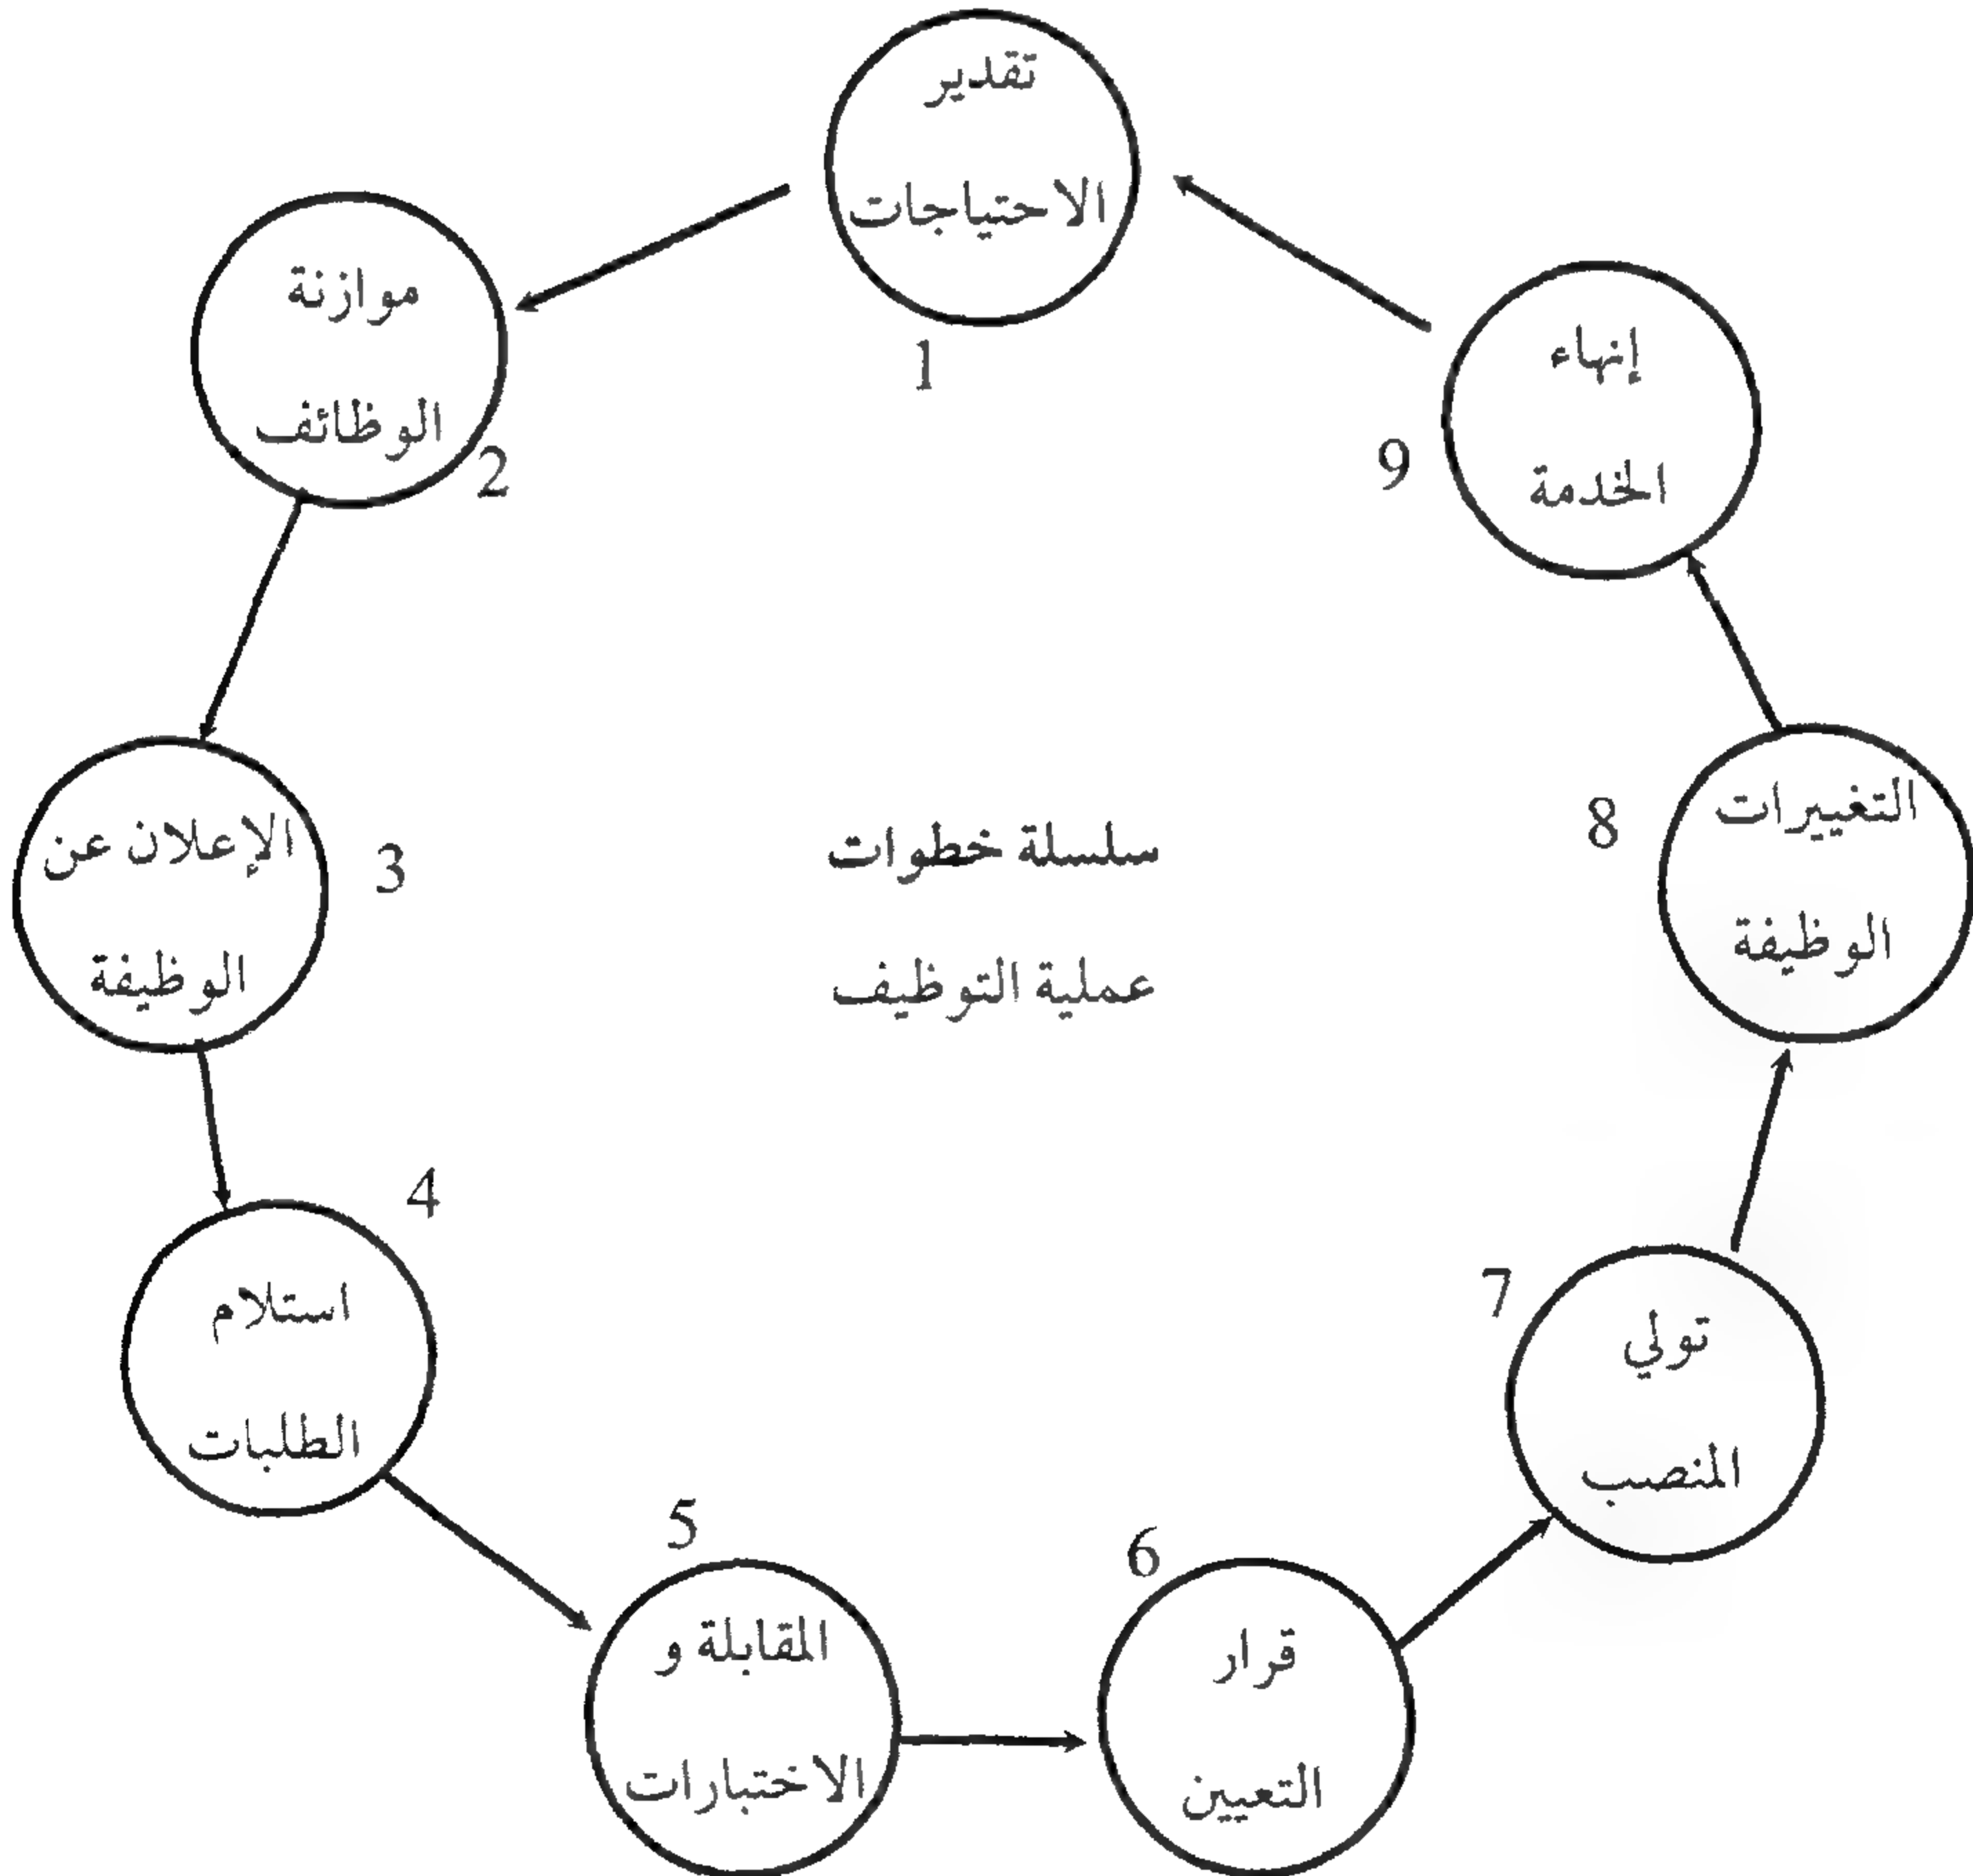 تقدير
الاحتياجات
1
موازنة
الوظائف
2
الإعلان عن
الوظيفة
3
4
استلام
الطلبات
5
المقابلة و
الاختبارات
6
قرار
التعيين
7
تولي
المنصب
8
التغييرات
الوظيفة
9
إنهاء
الخدمة
سلسلة خطوات
عملية التوظيف